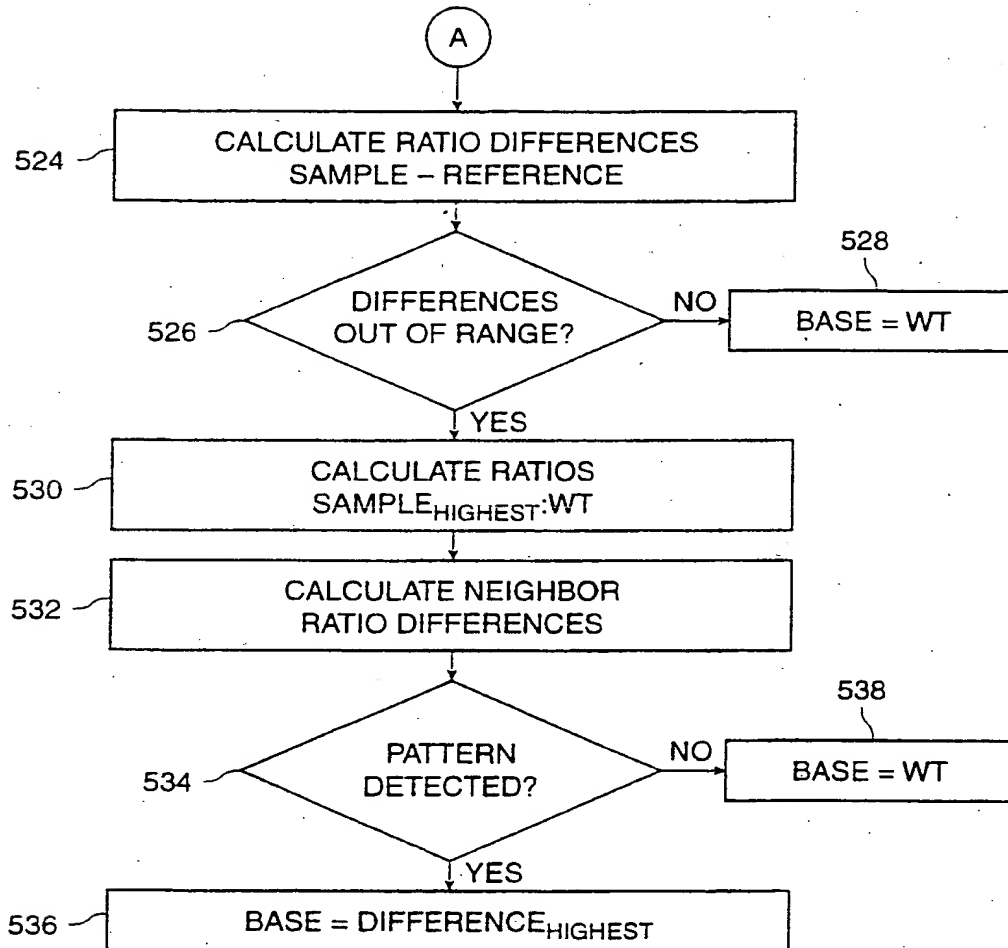 A
524
CALCULATE RATIO DIFFERENCES
SAMPLE – REFERENCE
526
DIFFERENCES
OUT OF RANGE?
NO
528
BASE = WT
YES
530
CALCULATE RATIOS
SAMPLEHIGHEST:WT
532
CALCULATE NEIGHBOR
RATIO DIFFERENCES
534
PATTERN
DETECTED?
NO
538
BASE = WT
YES
536
BASE = DIFFERENCEHIGHEST